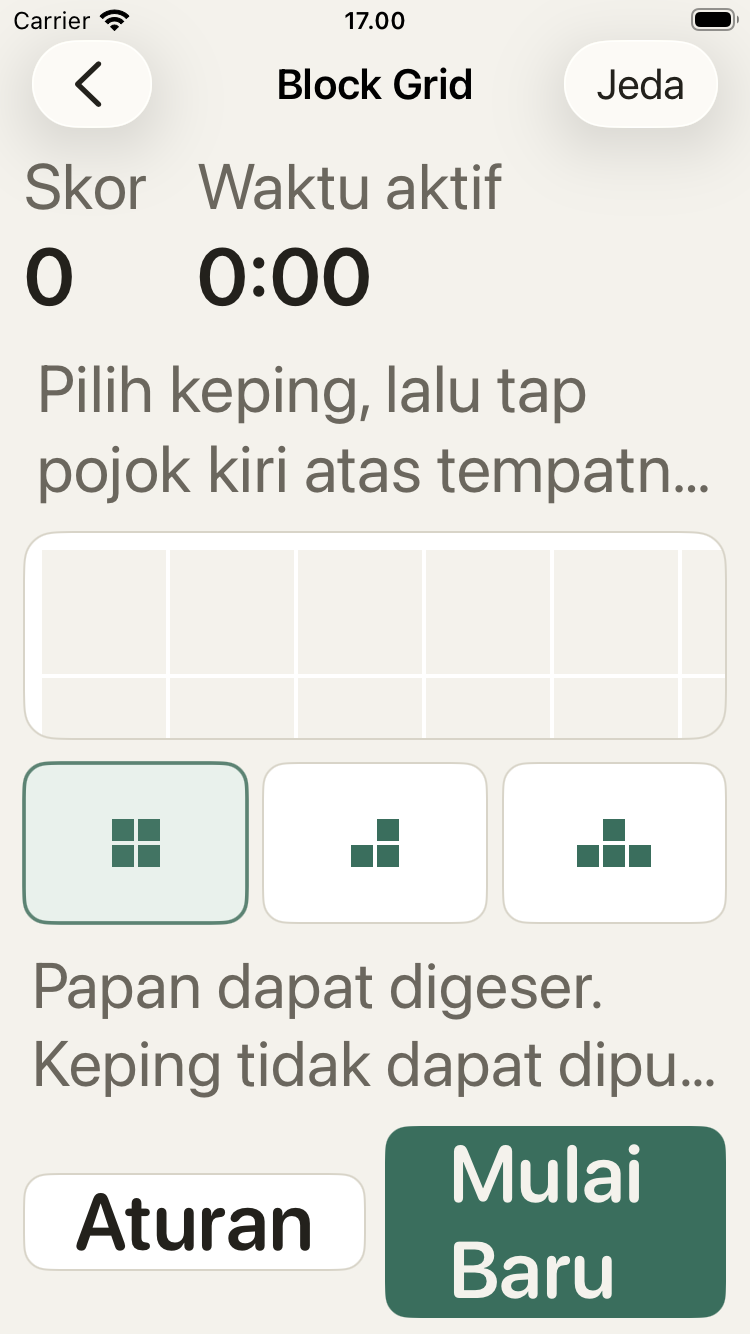 Carrier
17.00
Block Grid
Jeda
Skor
Waktu aktif
0
0:00
Pilih keping, lalu tap
pojok kiri atas tempatn...
Papan dapat digeser.
Keping tidak dapat dipu...
Aturan
Mulai
Baru